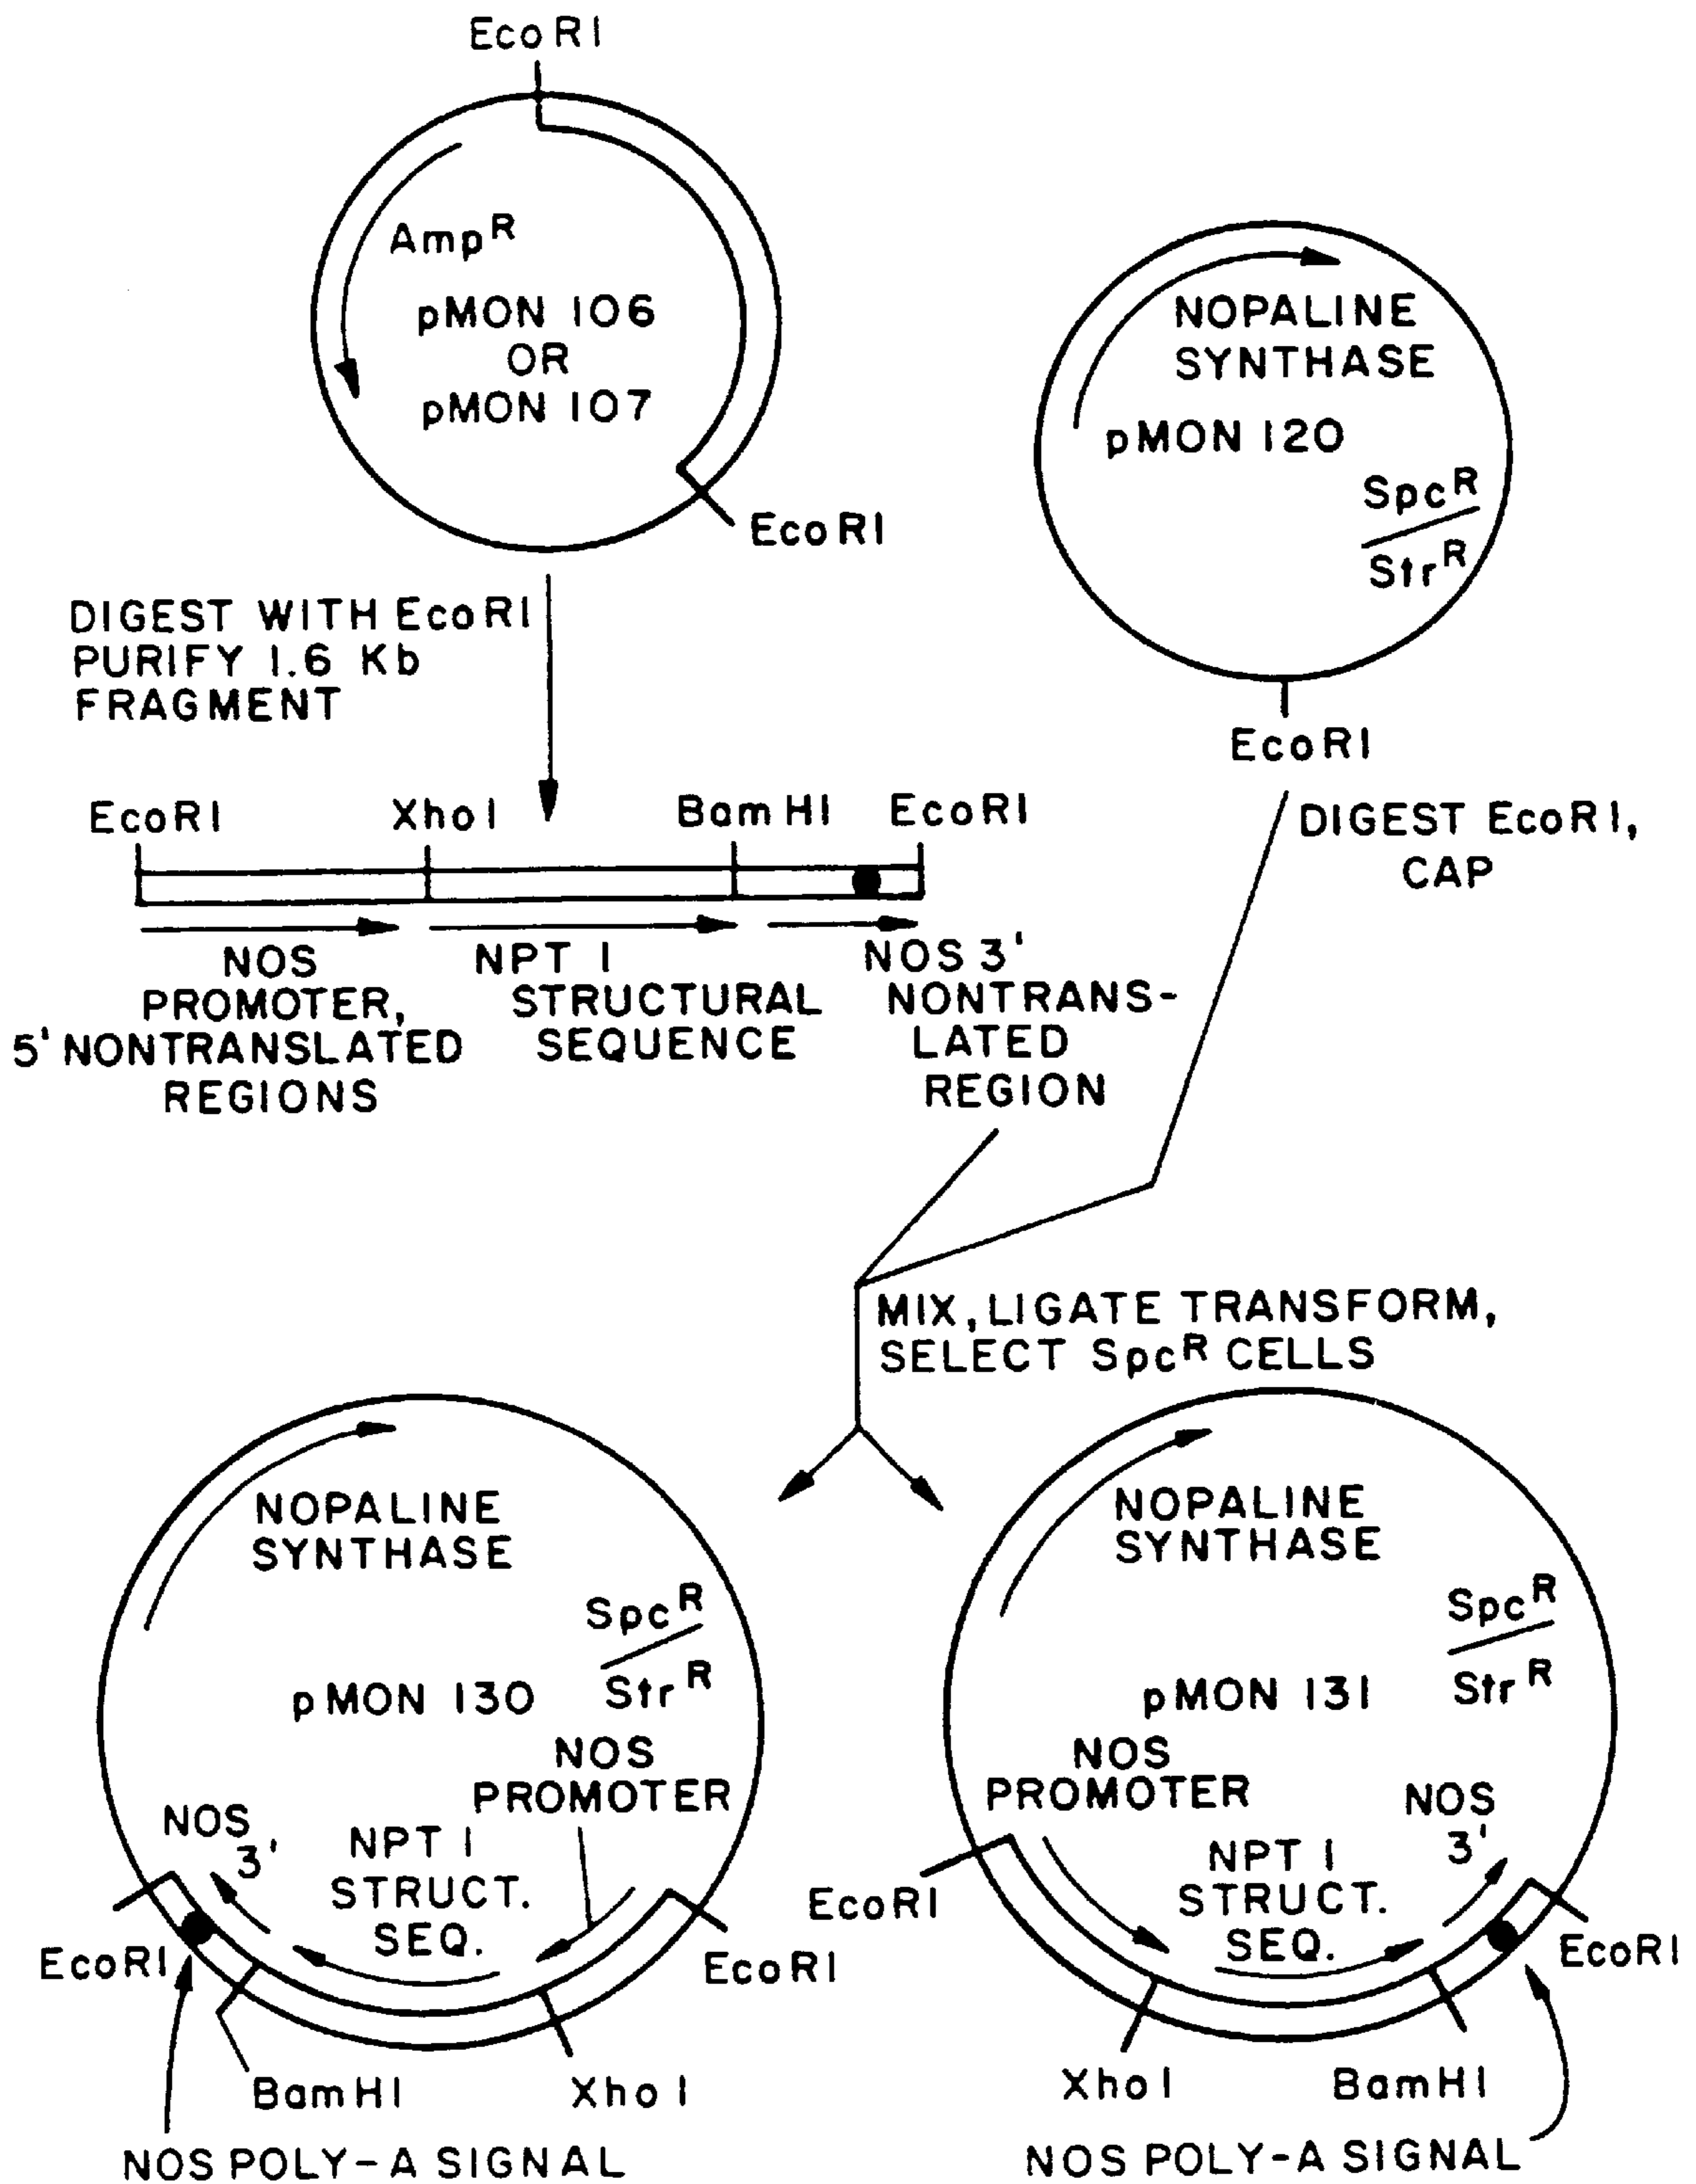 EcoRI
AmpR
pMON 106
OR
pMON 107
EcoRI
NOPALINE
SYNTHASE
pMON 120
SpcR
StrR
EcoRI
DIGEST WITH EcoRI
PURIFY 1.6 Kb
FRAGMENT
DIGEST EcoRI,
CAP
EcoRI
XhoI
BamHI
EcoRI
NOS
PROMOTER,
5' NONTRANSLATED
REGIONS
NPT I
STRUCTURAL
SEQUENCE
NOS 3'
NONTRANS-
LATED
REGION
MIX, LIGATE TRANSFORM,
SELECT SpcR CELLS
NOPALINE
SYNTHASE
SpcR
StrR
pMON 130
NOS
PROMOTER
NOS
3'
NPT I
STRUCT.
SEQ.
EcoRI
EcoRI
BamHI
XhoI
NOS POLY-A SIGNAL
NOPALINE
SYNTHASE
SpcR
StrR
pMON 131
NOS
PROMOTER
NOS
3'
NPT I
STRUCT.
SEQ.
EcoRI
EcoRI
XhoI
BamHI
NOS POLY-A SIGNAL